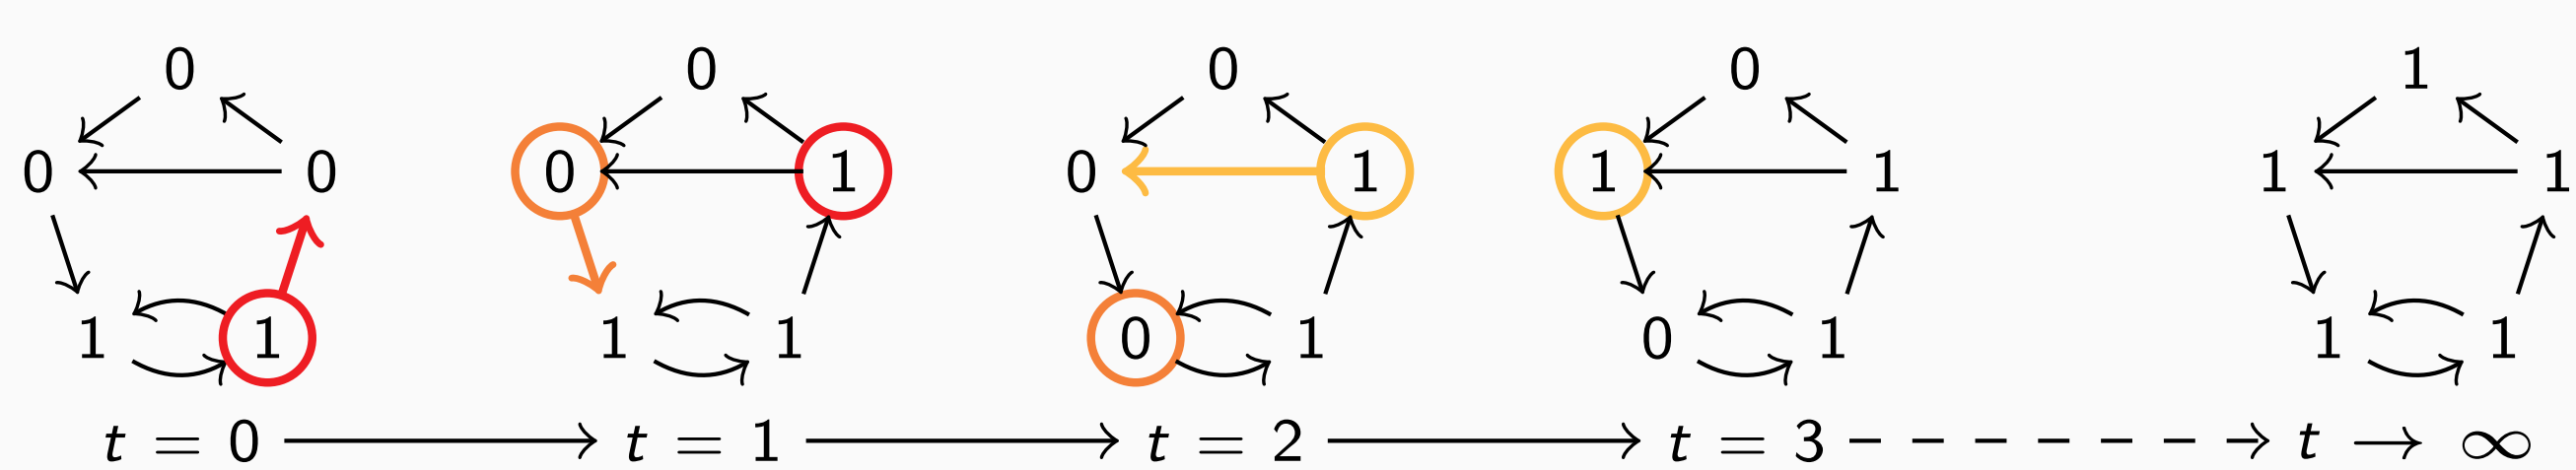 0 0 0 0 1
0 0 0 1 0 1 1 1 1 1
1 1 1 1 0 1 0 1 1 1
t = 0 t = 1 t = 2 t = 3 t → ∞